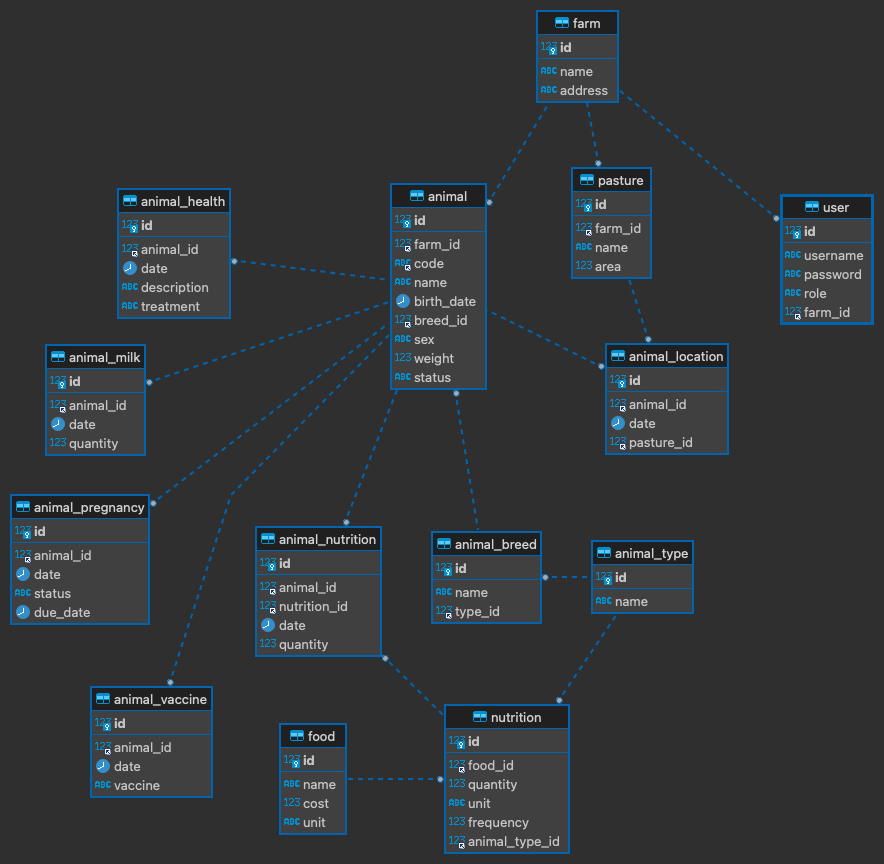 farm
123 id
ABC name
ABC address
animal_health
123 id
123 animal_id
date
ABC description
ABC treatment
animal
123 id
123 farm_id
ABC code
ABC name
birth_date
123 breed_id
ABC sex
123 weight
ABC status
pasture
123 id
123 farm_id
ABC name
123 area
user
123 id
ABC username
ABC password
ABC role
123 farm_id
animal_milk
123 id
123 animal_id
date
123 quantity
animal_location
123 id
123 animal_id
date
123 pasture_id
animal_pregnancy
123 id
123 animal_id
date
ABC status
due_date
animal_nutrition
123 id
123 animal_id
123 nutrition_id
date
123 quantity
animal_breed
123 id
ABC name
123 type_id
animal_type
123 id
ABC name
animal_vaccine
123 id
123 animal_id
date
ABC vaccine
food
123 id
ABC name
123 cost
ABC unit
nutrition
123 id
123 food_id
123 quantity
ABC unit
123 frequency
123 animal_type_id